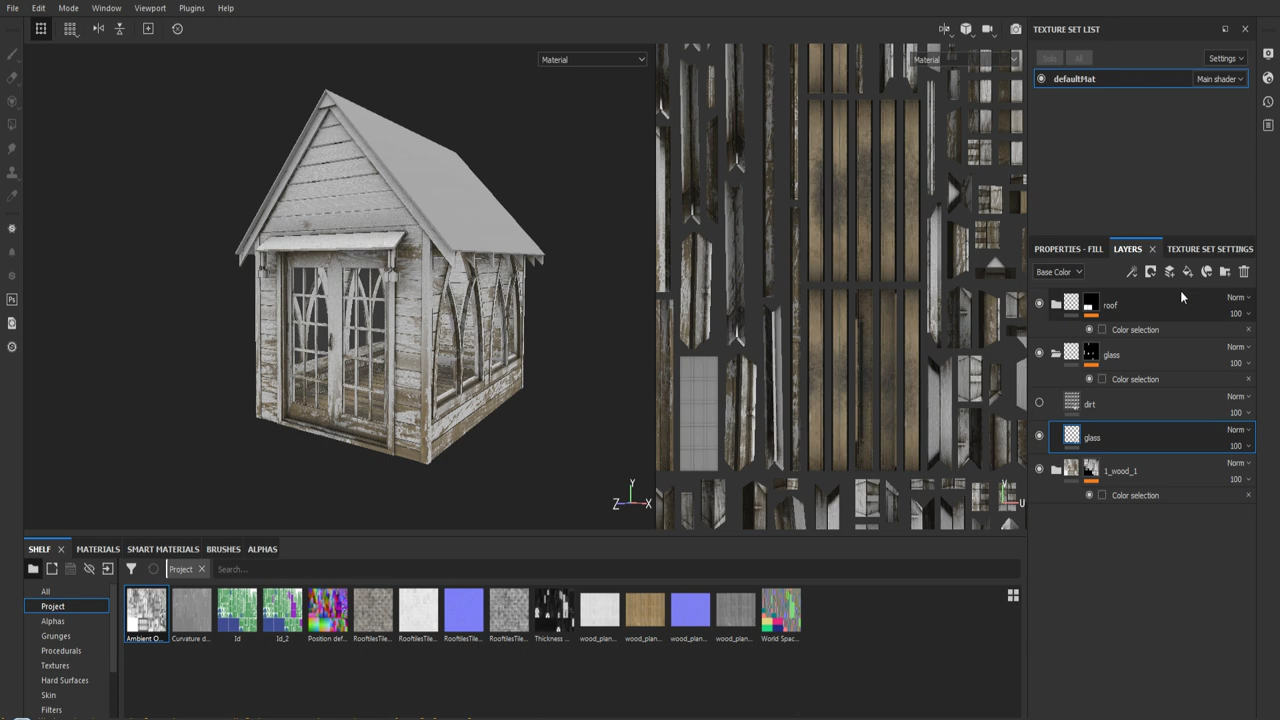 File Edit Mode Window Viewport Plugins Help
Material
Material
TEXTURE SET LIST
Solo All Settings
defaultMat Main shader
PROPERTIES - FILL LAYERS TEXTURE SET SETTINGS
Base Color
roof Norm
100
Color selection
glass Norm
100
Color selection
dirt Norm
100
glass Norm
100
1_wood_1 Norm
100
Color selection
Y
Z X
V
U
SHELF MATERIALS SMART MATERIALS BRUSHES ALPHAS
Project Search...
All
Project
Alphas
Grunges
Procedurals
Textures
Hard Surfaces
Skin
Filters
Ambient O... Curvature d... Id Id_2 Position def... RooftilesTile... RooftilesTile... RooftilesTile... RooftilesTile... Thickness ... wood_plan... wood_plan... wood_plan... wood_plan... World Spac...
Ps